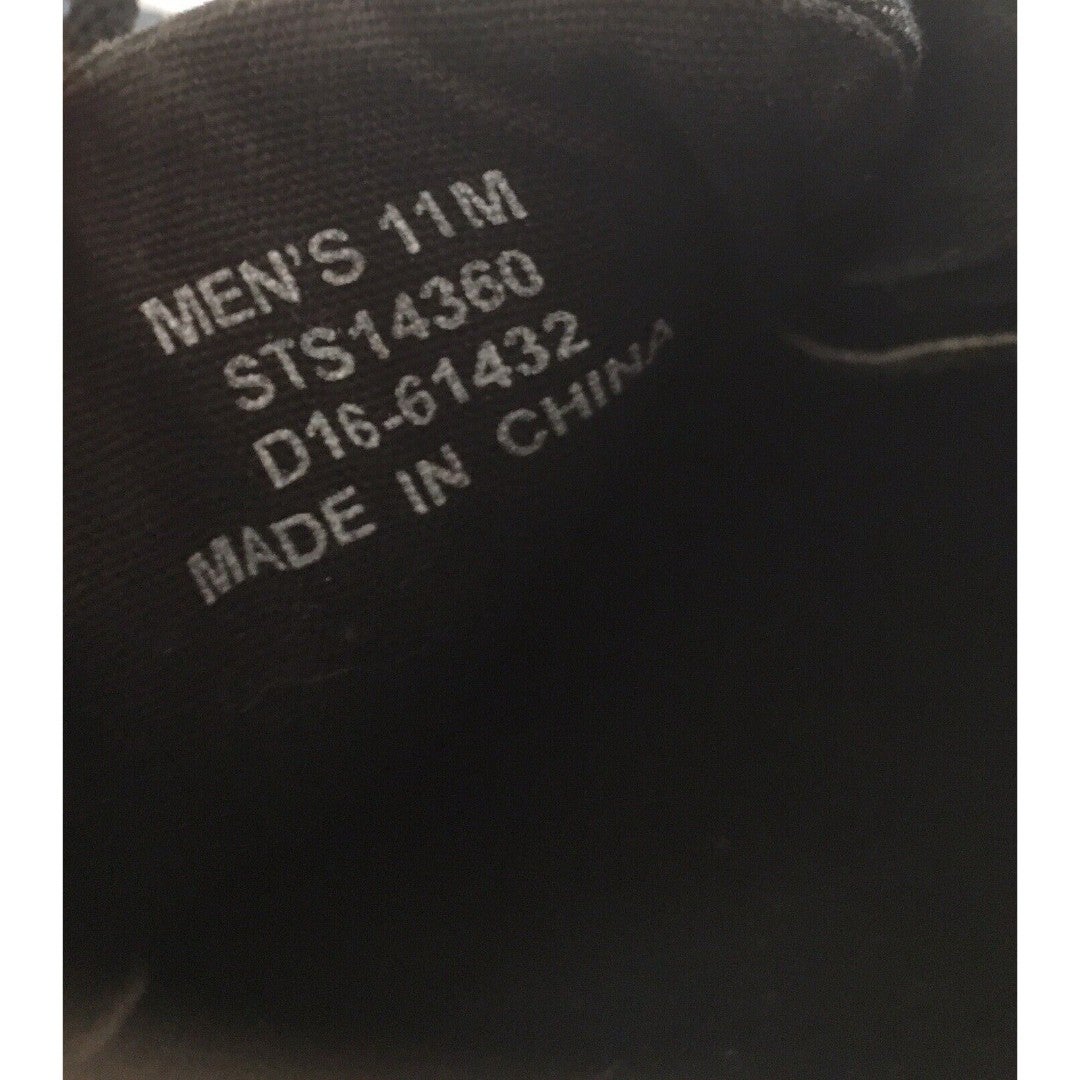 MEN'S 11M
STS14360
D16-61432
MADE IN CHINA